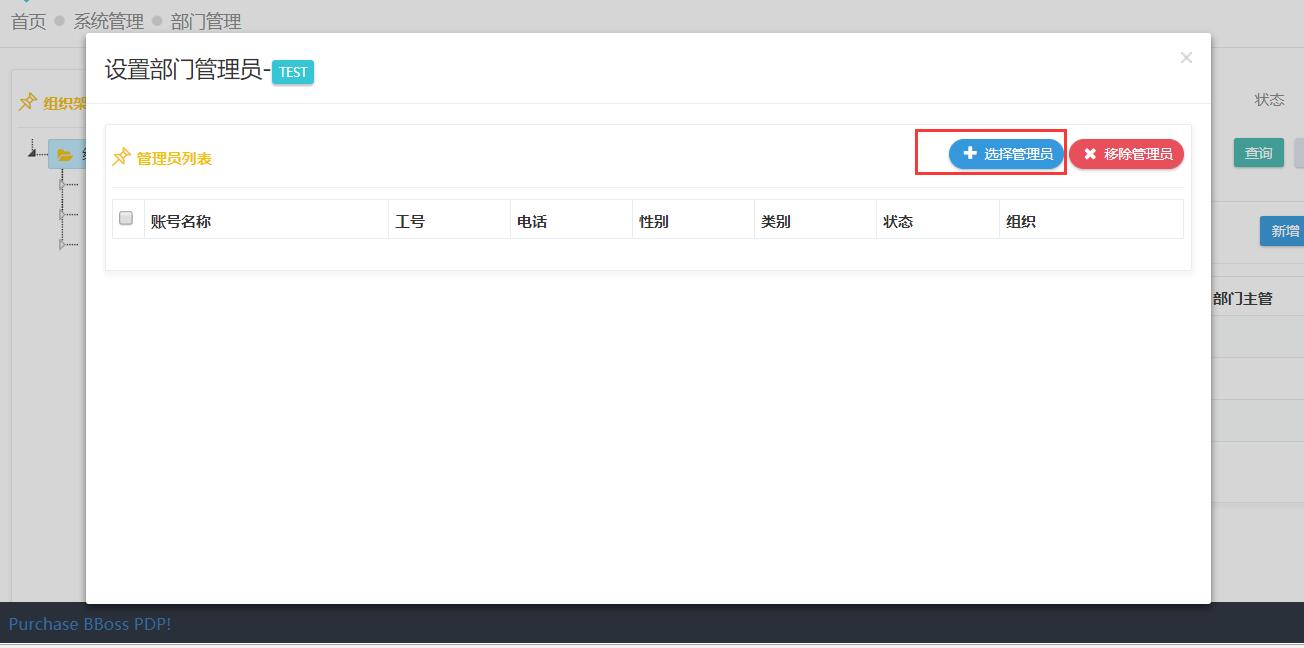 首页 系统管理 部门管理
设置部门管理员-TEST
×
组织架
状态
管理员列表
选择管理员 移除管理员
查询
账号名称 工号 电话 性别 类别 状态 组织
新增
部门主管
Purchase BBoss PDP!